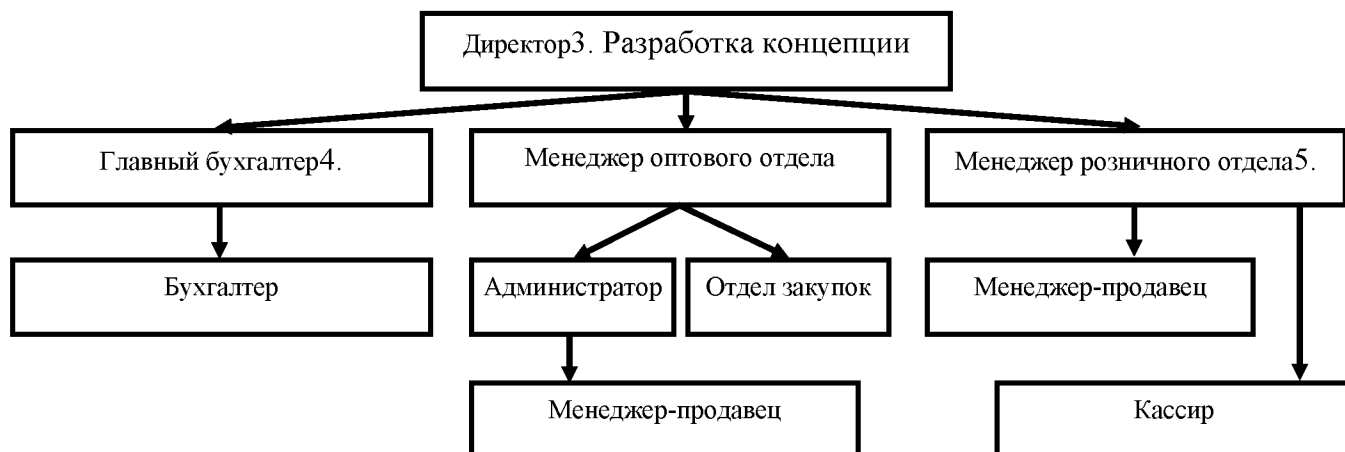 Директор3. Разработка концепции
Главный бухгалтер4.
Менеджер оптового отдела
Менеджер розничного отдела5.
Бухгалтер
Администратор
Отдел закупок
Менеджер-продавец
Менеджер-продавец
Кассир